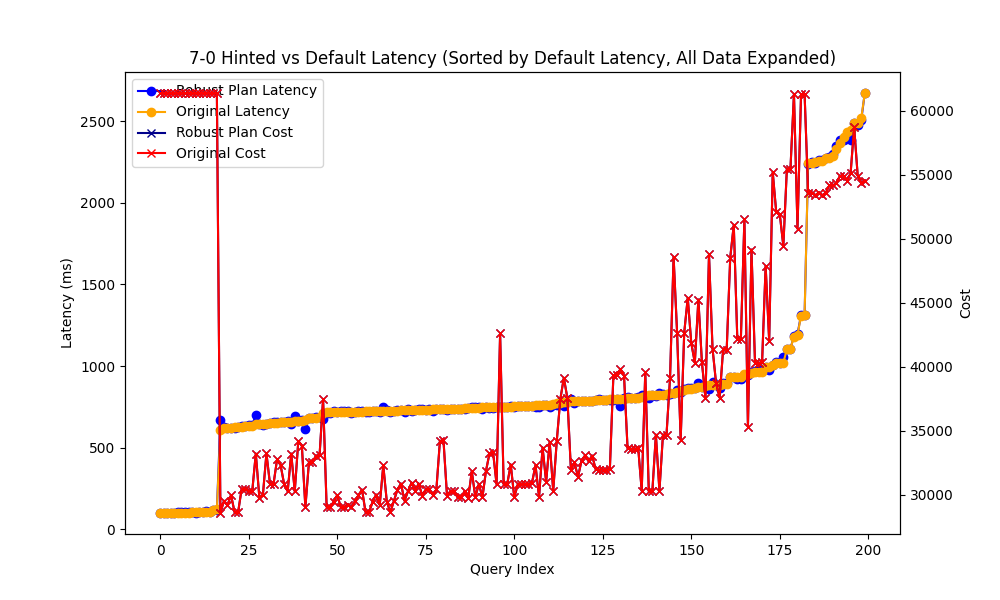 7-0 Hinted vs Default Latency (Sorted by Default Latency, All Data Expanded)
Robust Plan Latency
Original Latency
Robust Plan Cost
Original Cost
Latency (ms)
2500
2000
1500
1000
500
0
0 25 50 75 100 125 150 175 200
Query Index
60000
55000
50000
45000
40000
35000
30000
Cost